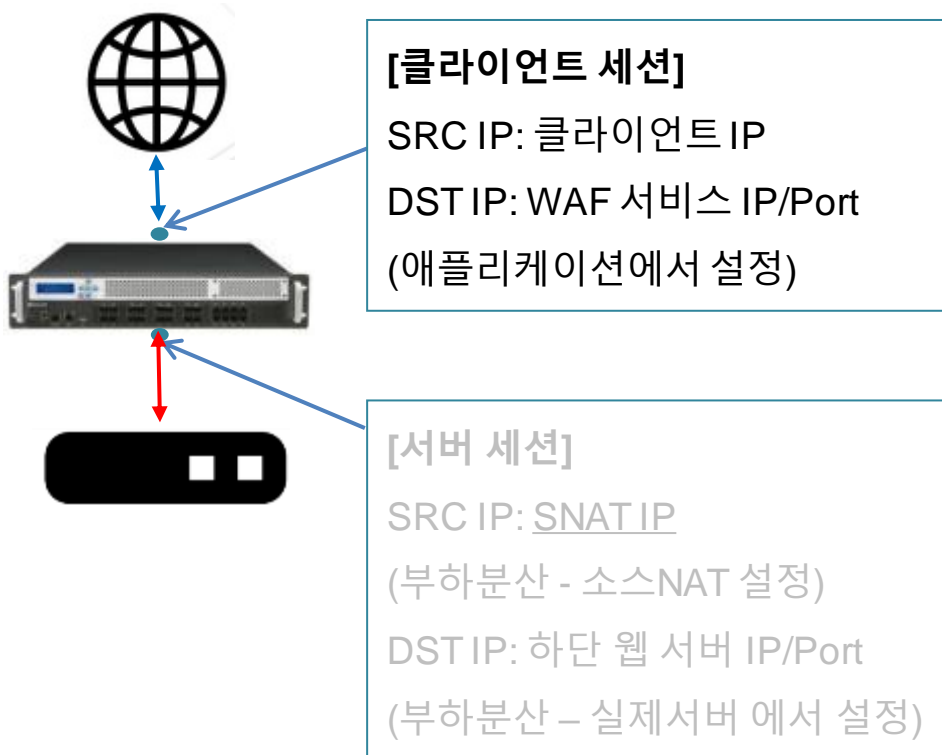 [클라이언트 세션]
SRC IP: 클라이언트 IP
DST IP: WAF 서비스 IP/Port
(애플리케이션에서 설정)
[서버 세션]
SRC IP: SNAT IP
(부하분산 - 소스NAT 설정)
DST IP: 하단 웹 서버 IP/Port
(부하분산 – 실제서버 에서 설정)